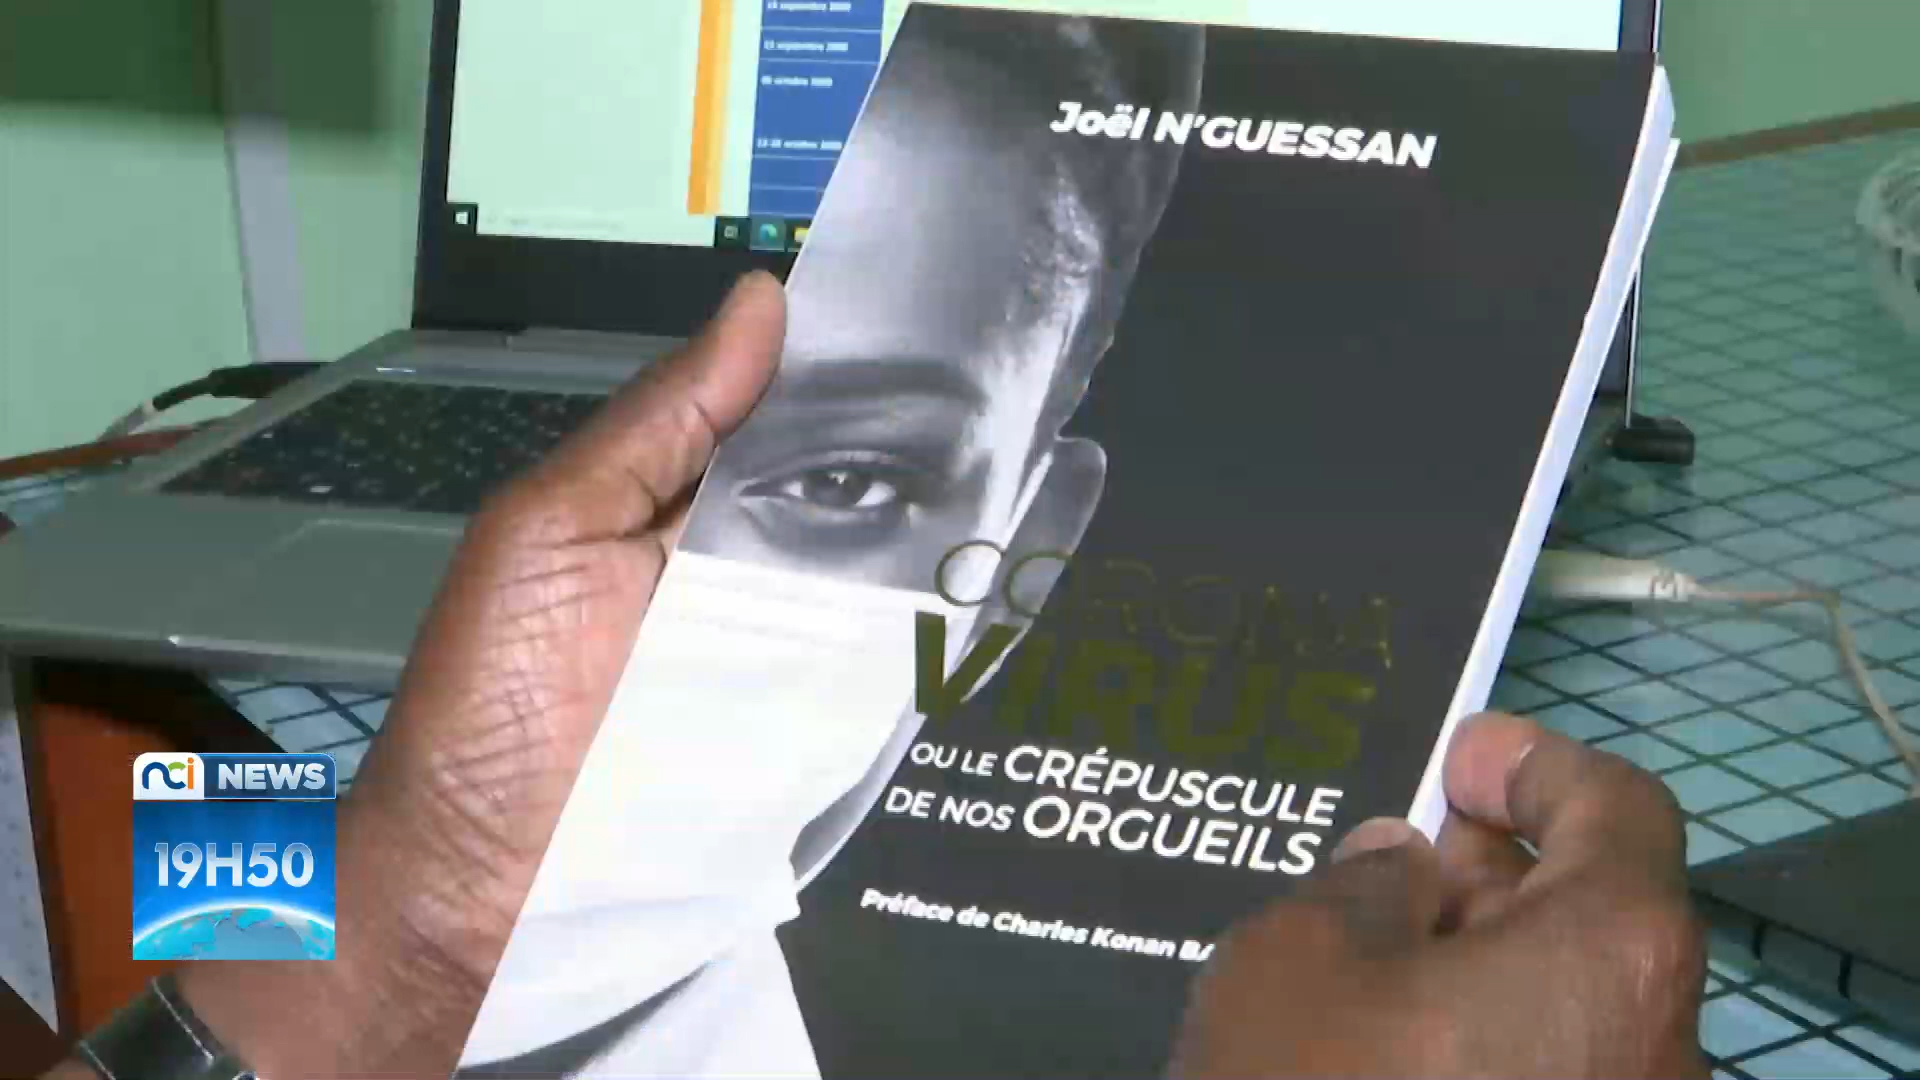 Joël N'GUESSAN
CORONA
VIRUS
OU LE CRÉPUSCULE
DE NOS ORGUEILS
Préface de Charles Konan
nci NEWS
19H50